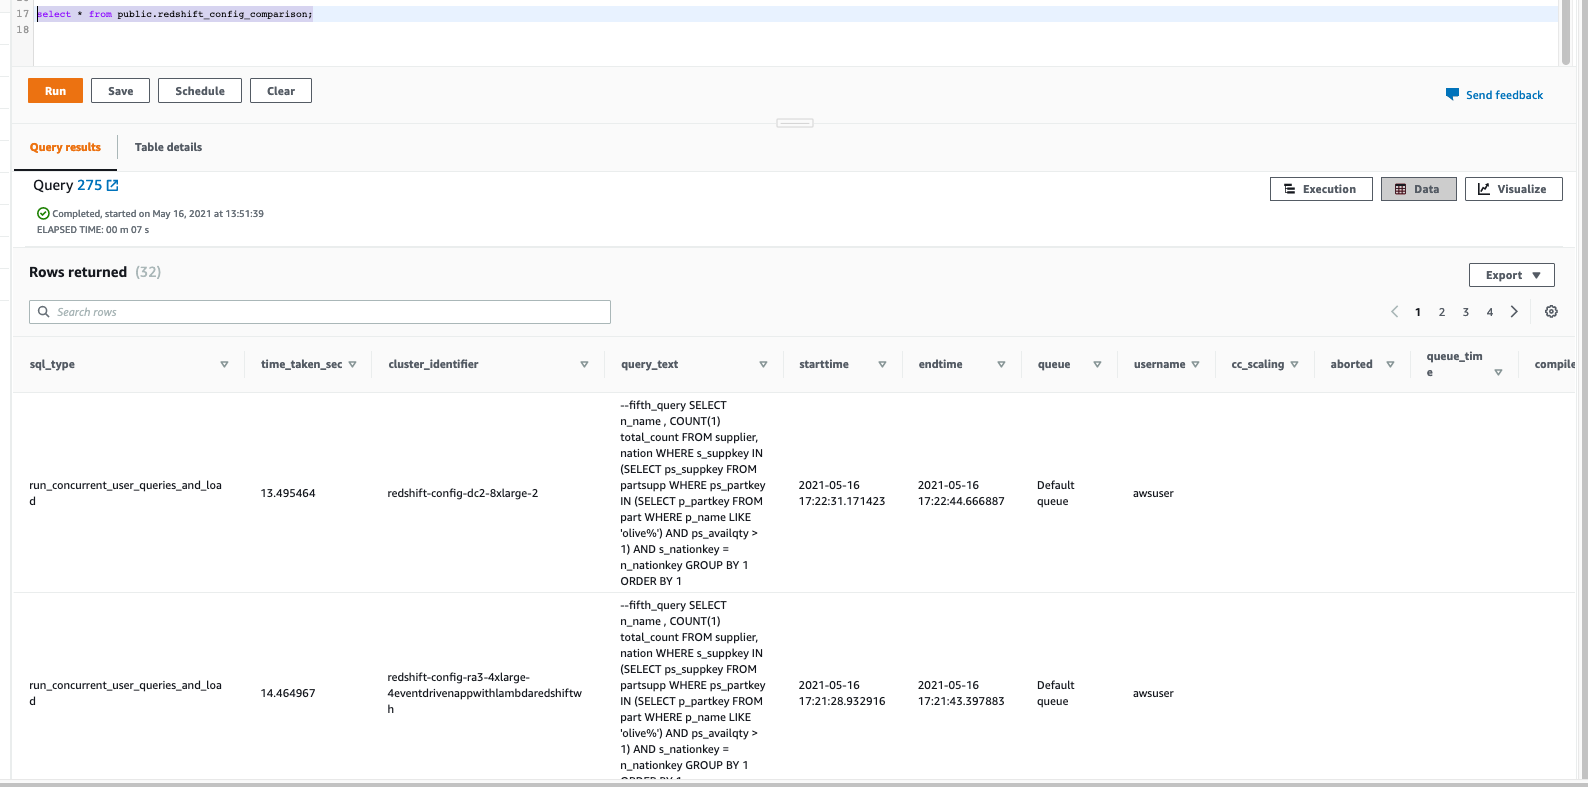 17 select * from public.redshift_config_comparison;
18
Run Save Schedule Clear
Send feedback
Query results Table details
Query 275
Execution Data Visualize
Completed, started on May 16, 2021 at 13:51:39
ELAPSED TIME: 00 m 07 s
Rows returned (32)
Export
Search rows
1 2 3 4
sql_type time_taken_sec cluster_identifier query_text starttime endtime queue username cc_scaling aborted queue_tim
e
compile
--fifth_query SELECT
n_name , COUNT(1)
total_count FROM supplier,
nation WHERE s_suppkey IN
(SELECT ps_suppkey FROM
partsupp WHERE ps_partkey
IN (SELECT p_partkey FROM
part WHERE p_name LIKE
'olive%') AND ps_availqty >
1) AND s_nationkey =
n_nationkey GROUP BY 1
ORDER BY 1
run_concurrent_user_queries_and_loa
d
13.495464
redshift-config-dc2-8xlarge-2
2021-05-16
17:22:31.171423
2021-05-16
17:22:44.666887
Default
queue
awsuser
--fifth_query SELECT
n_name , COUNT(1)
total_count FROM supplier,
nation WHERE s_suppkey IN
(SELECT ps_suppkey FROM
partsupp WHERE ps_partkey
IN (SELECT p_partkey FROM
part WHERE p_name LIKE
'olive%') AND ps_availqty >
1) AND s_nationkey =
n_nationkey GROUP BY 1
ORDER BY 1
run_concurrent_user_queries_and_loa
d
14.464967
redshift-config-ra3-4xlarge-
4eventdrivenappwithlambdaredshiftw
h
2021-05-16
17:21:28.932916
2021-05-16
17:21:43.397883
Default
queue
awsuser